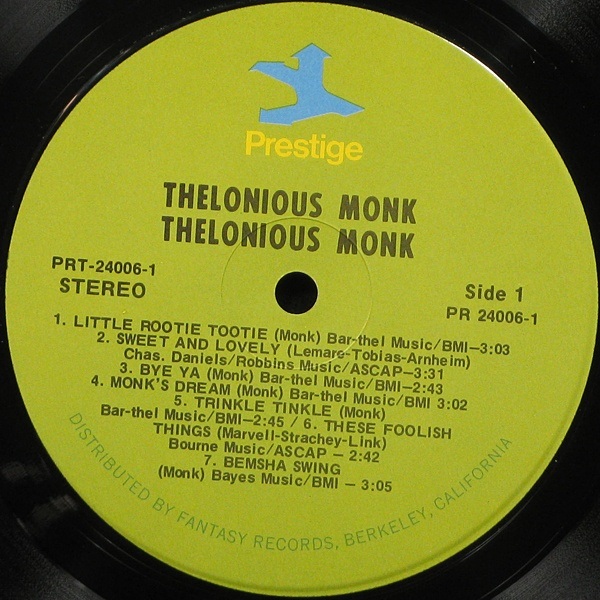 Prestige
THELONIOUS MONK
THELONIOUS MONK
PRT-24006-1
STEREO
Side 1
PR 24006-1
1. LITTLE ROOTIE TOOTIE (Monk) Bar-thel Music/BMI—3:03
2. SWEET AND LOVELY (Lemare-Tobias-Arnheim)
Chas. Daniels/Robbins Music/ASCAP—3:31
3. BYE YA (Monk) Bar-thel Music/BMI—2:43
4. MONK'S DREAM (Monk) Bar-thel Music/BMI 3:02
5. TRINKLE TINKLE (Monk)
Bar-thel Music/BMI—2:45 / 6. THESE FOOLISH
THINGS (Marvell-Strachey-Link)
Bourne Music/ASCAP — 2:42
7. BEMSHA SWING
(Monk) Bayes Music/BMI — 3:05
DISTRIBUTED BY FANTASY RECORDS, BERKELEY, CALIFORNIA